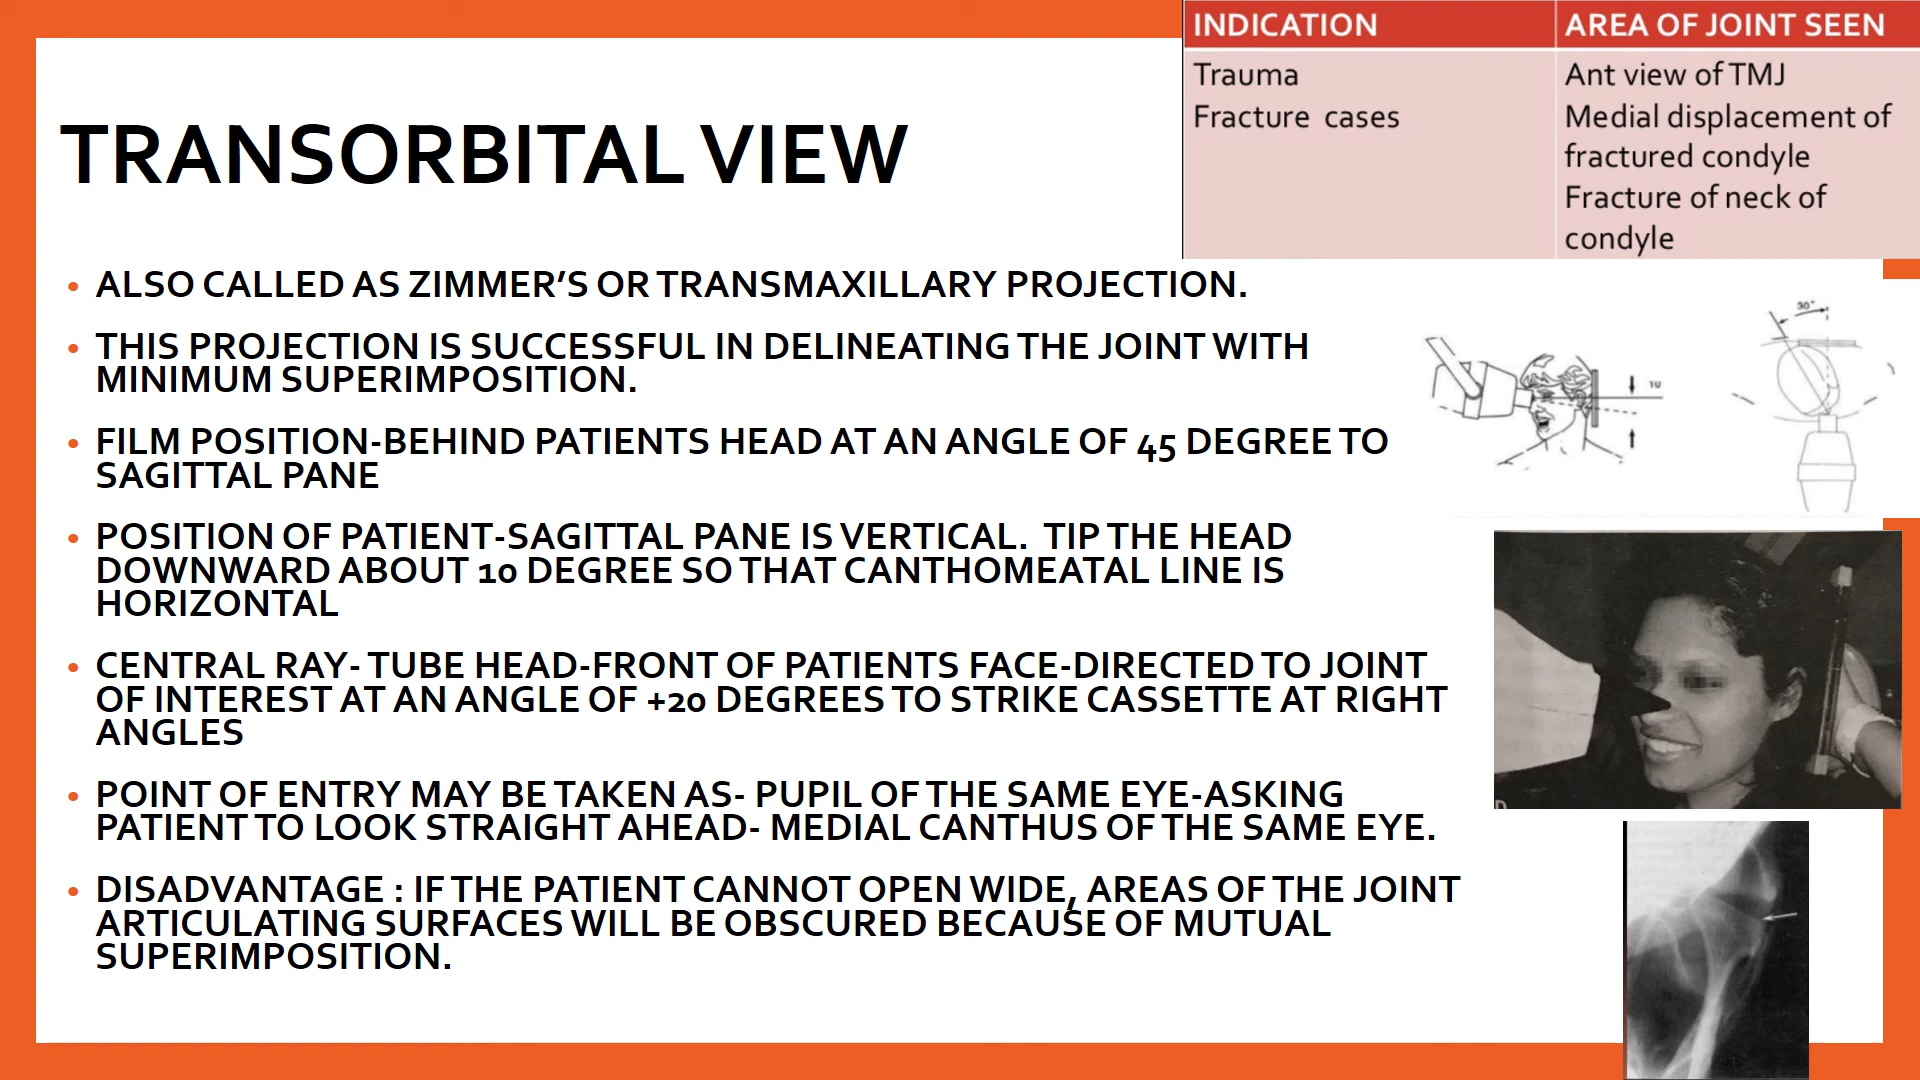 INDICATION
AREA OF JOINT SEEN
Trauma
Fracture cases
Ant view of TMJ
Medial displacement of
fractured condyle
Fracture of neck of
condyle
TRANSORBITAL VIEW
• ALSO CALLED AS ZIMMER’S OR TRANSMAXILLARY PROJECTION.
• THIS PROJECTION IS SUCCESSFUL IN DELINEATING THE JOINT WITH
MINIMUM SUPERIMPOSITION.
• FILM POSITION-BEHIND PATIENTS HEAD AT AN ANGLE OF 45 DEGREE TO
SAGITTAL PANE
• POSITION OF PATIENT-SAGITTAL PANE IS VERTICAL. TIP THE HEAD
DOWNWARD ABOUT 10 DEGREE SO THAT CANTHOMEATAL LINE IS
HORIZONTAL
• CENTRAL RAY- TUBE HEAD-FRONT OF PATIENTS FACE-DIRECTED TO JOINT
OF INTEREST AT AN ANGLE OF +20 DEGREES TO STRIKE CASSETTE AT RIGHT
ANGLES
• POINT OF ENTRY MAY BE TAKEN AS- PUPIL OF THE SAME EYE-ASKING
PATIENT TO LOOK STRAIGHT AHEAD- MEDIAL CANTHUS OF THE SAME EYE.
• DISADVANTAGE : IF THE PATIENT CANNOT OPEN WIDE, AREAS OF THE JOINT
ARTICULATING SURFACES WILL BE OBSCURED BECAUSE OF MUTUAL
SUPERIMPOSITION.
10
30°